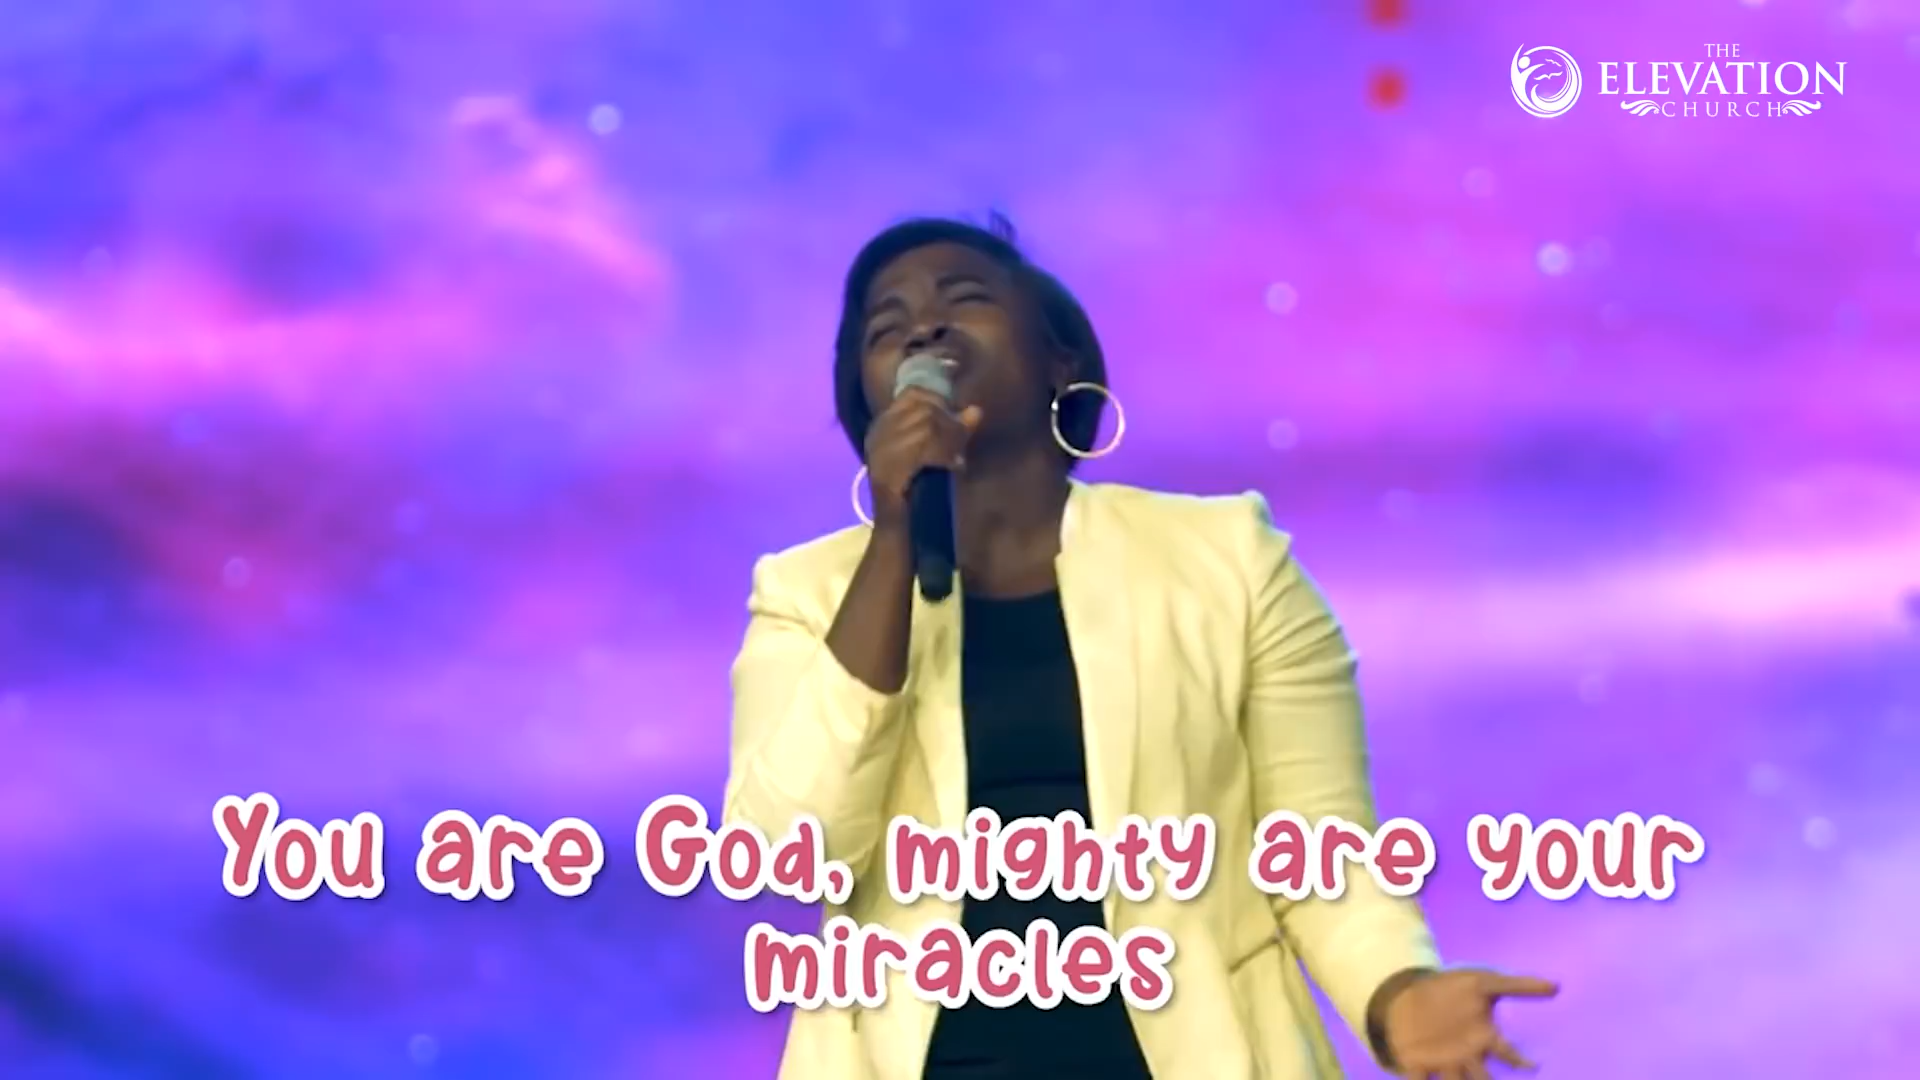 THE
ELEVATION
CHURCH
You are God, mighty are your
miracles